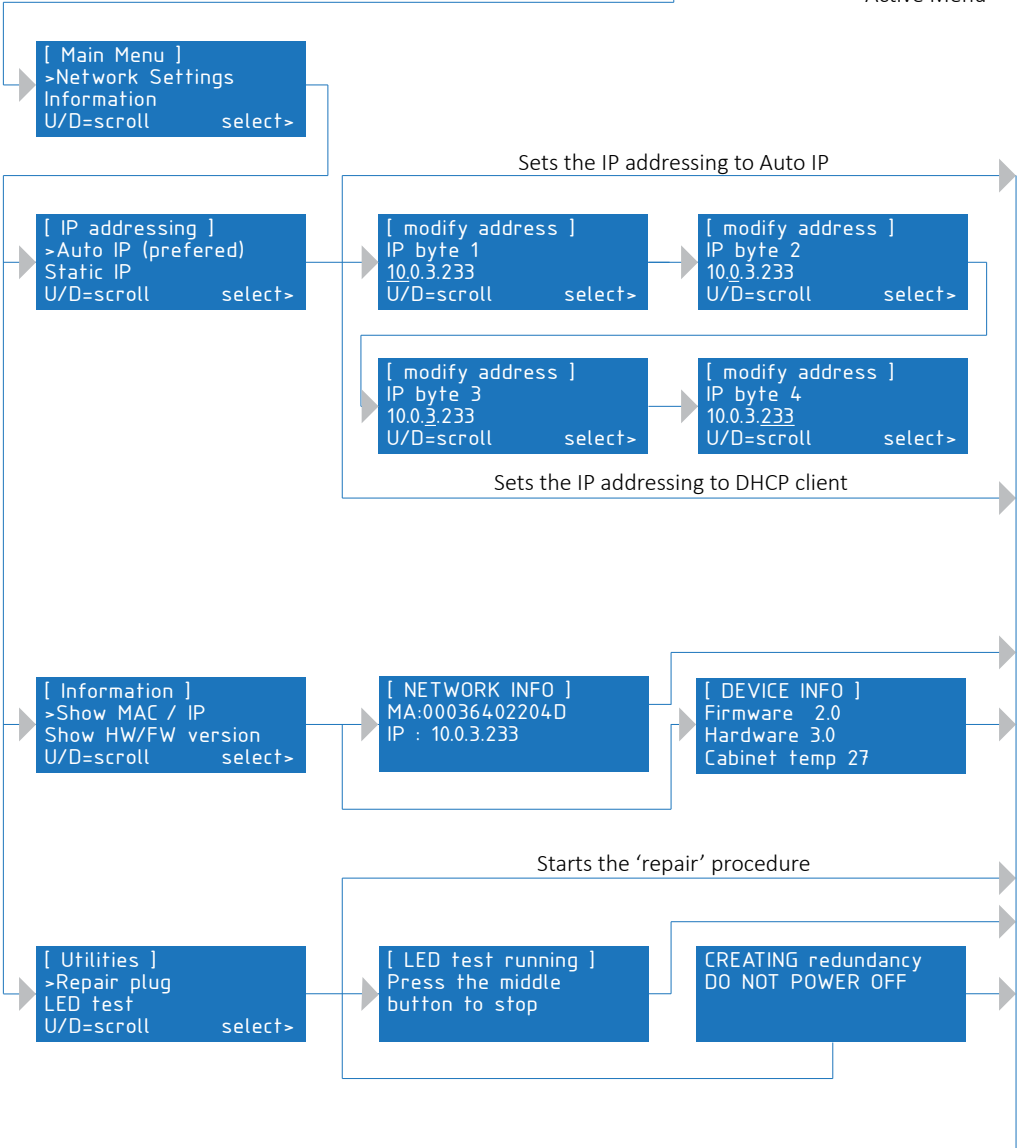 Active Menu
[ Main Menu ]
>Network Settings
Information
U/D=scroll select>
Sets the IP addressing to Auto IP
[ IP addressing ]
>Auto IP (prefered)
Static IP
U/D=scroll select>
[ modify address ]
IP byte 1
10.0.3.233
U/D=scroll select>
[ modify address ]
IP byte 2
10.0.3.233
U/D=scroll select>
[ modify address ]
IP byte 3
10.0.3.233
U/D=scroll select>
[ modify address ]
IP byte 4
10.0.3.233
U/D=scroll select>
Sets the IP addressing to DHCP client
[ Information ]
>Show MAC / IP
Show HW/FW version
U/D=scroll select>
[ NETWORK INFO ]
MA:00036402204D
IP : 10.0.3.233
[ DEVICE INFO ]
Firmware 2.0
Hardware 3.0
Cabinet temp 27
Starts the ‘repair’ procedure
[ Utilities ]
>Repair plug
LED test
U/D=scroll select>
[ LED test running ]
Press the middle
button to stop
CREATING redundancy
DO NOT POWER OFF